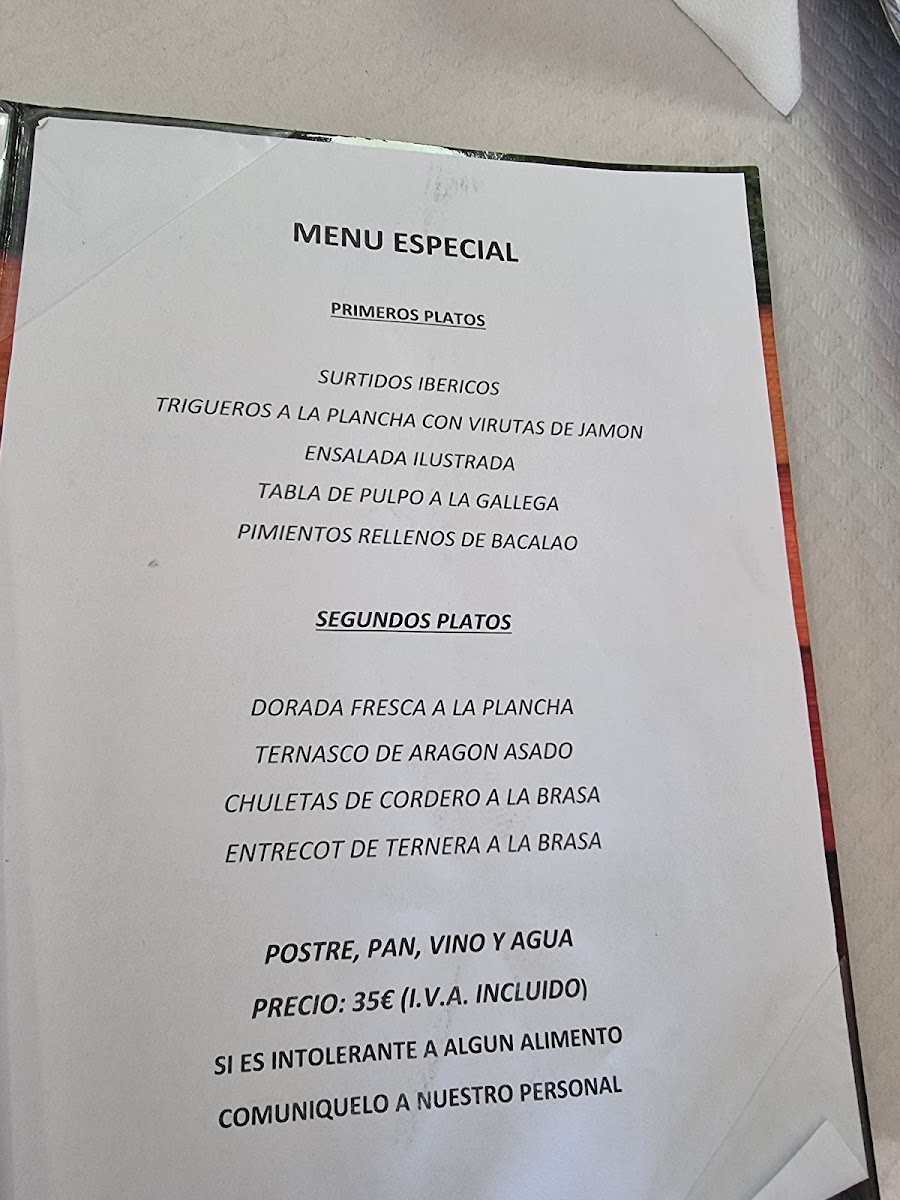 MENU ESPECIAL
PRIMEROS PLATOS
SURTIDOS IBERICOS
TRIGUEROS A LA PLANCHA CON VIRUTAS DE JAMON
ENSALADA ILUSTRADA
TABLA DE PULPO A LA GALLEGA
PIMIENTOS RELLENOS DE BACALAO
SEGUNDOS PLATOS
DORADA FRESCA A LA PLANCHA
TERNASCO DE ARAGON ASADO
CHULETAS DE CORDERO A LA BRASA
ENTRECOT DE TERNERA A LA BRASA
POSTRE, PAN, VINO Y AGUA
PRECIO: 35€ (I.V.A. INCLUIDO)
SI ES INTOLERANTE A ALGUN ALIMENTO
COMUNIQUELO A NUESTRO PERSONAL